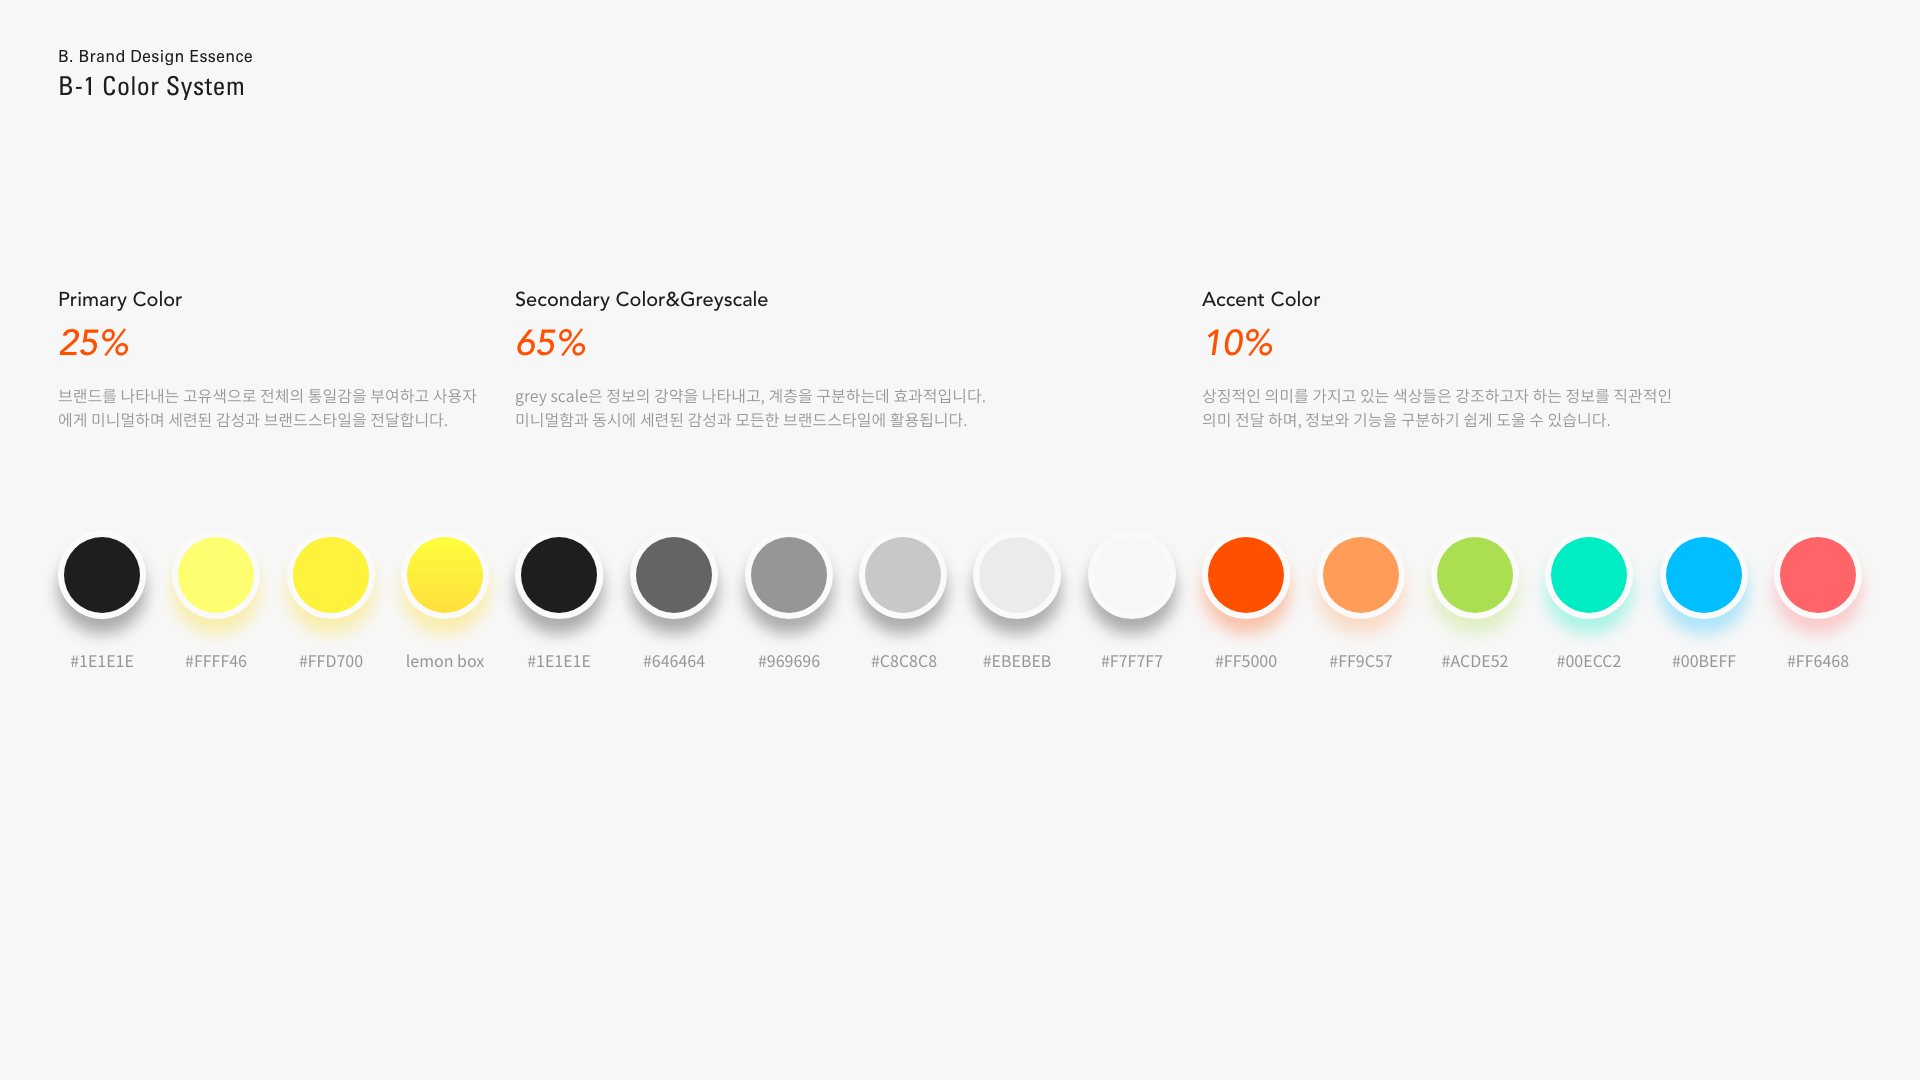 B. Brand Design Essence
B-1 Color System
Primary Color
25%
브랜드를 나타내는 고유색으로 전체의 통일감을 부여하고 사용자
에게 미니멀하며 세련된 감성과 브랜드스타일을 전달합니다.
Secondary Color&Greyscale
65%
grey scale은 정보의 강약을 나타내고, 계층을 구분하는데 효과적입니다.
미니멀함과 동시에 세련된 감성과 모든한 브랜드스타일에 활용됩니다.
Accent Color
10%
상징적인 의미를 가지고 있는 색상들은 강조하고자 하는 정보를 직관적인
의미 전달 하며, 정보와 기능을 구분하기 쉽게 도울 수 있습니다.
#1E1E1E
#FFFF46
#FFD700
lemon box
#1E1E1E
#646464
#969696
#C8C8C8
#EBEBEB
#F7F7F7
#FF5000
#FF9C57
#ACDE52
#00ECC2
#00BEFF
#FF6468